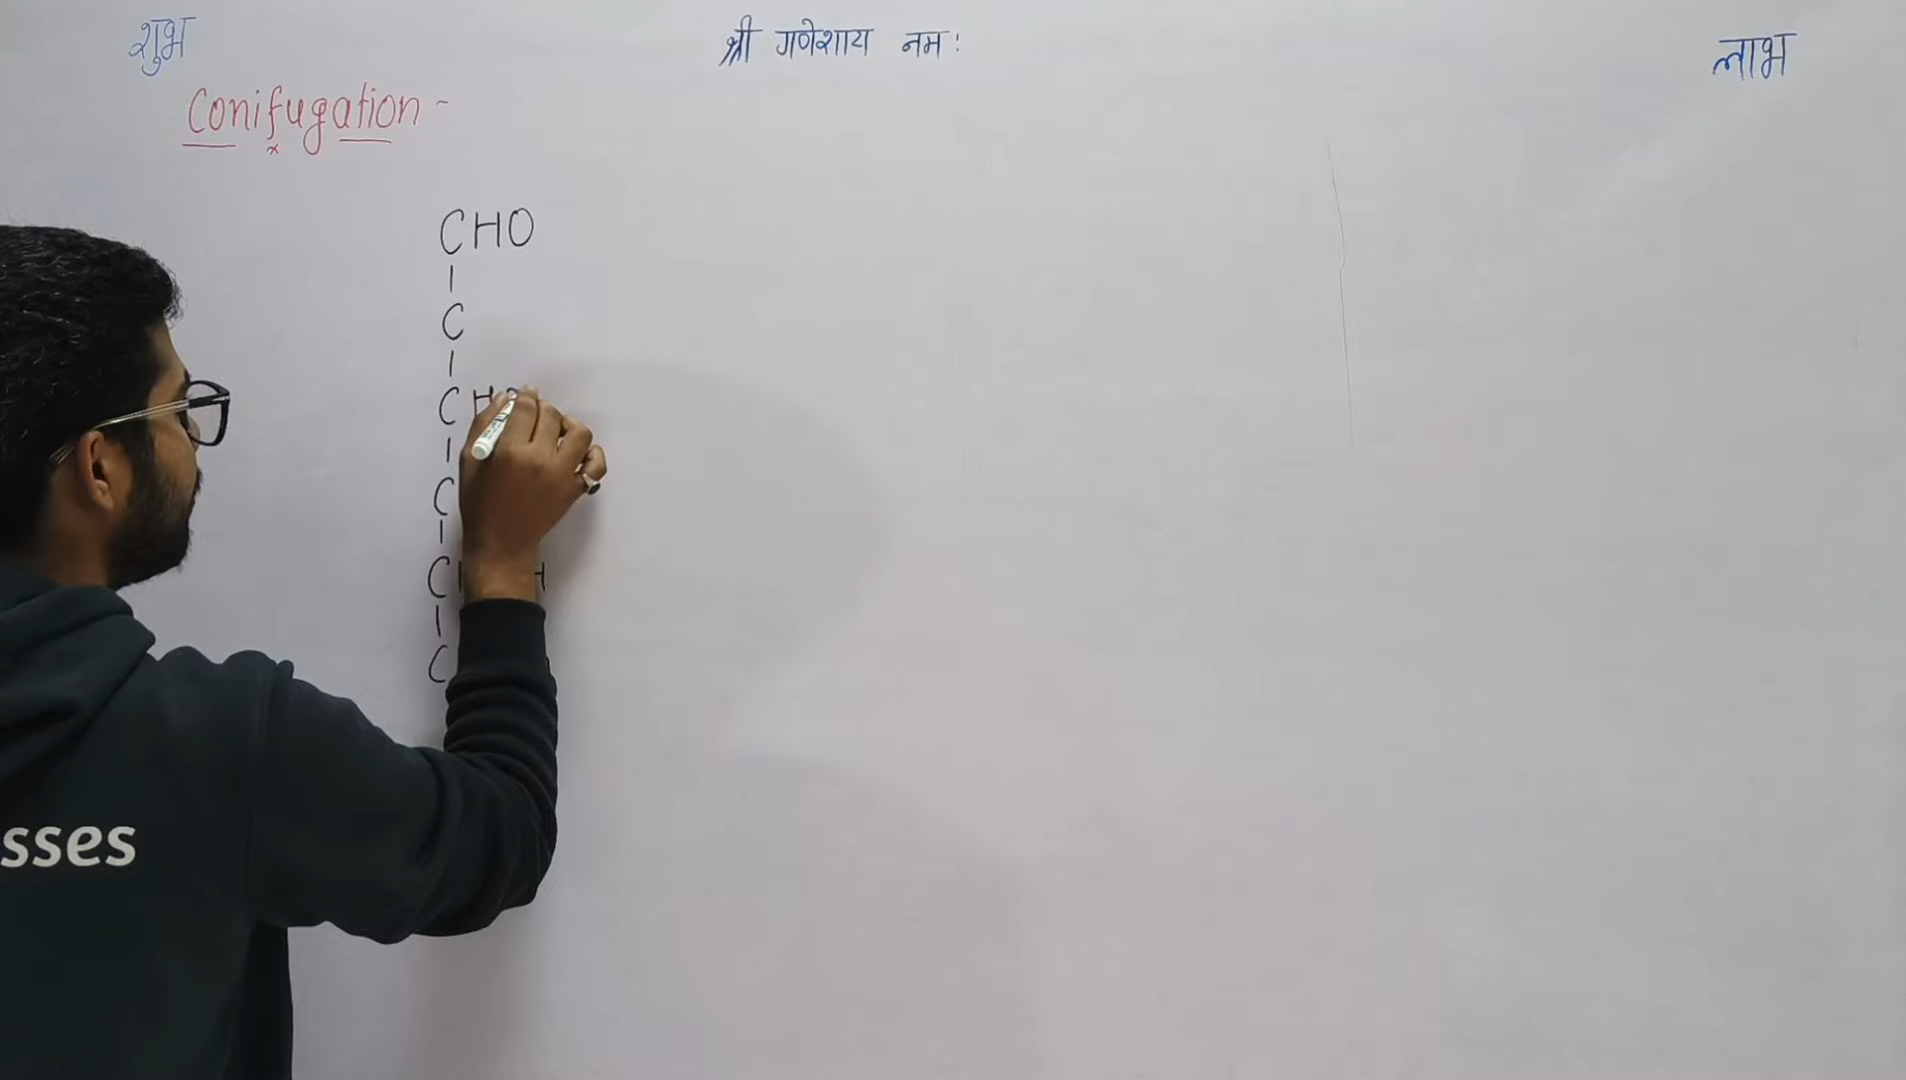 शुभ
श्री गणेशाय नम :
लाभ
Conifugation -
x
CHO
C
C H
C
C H
C
sses